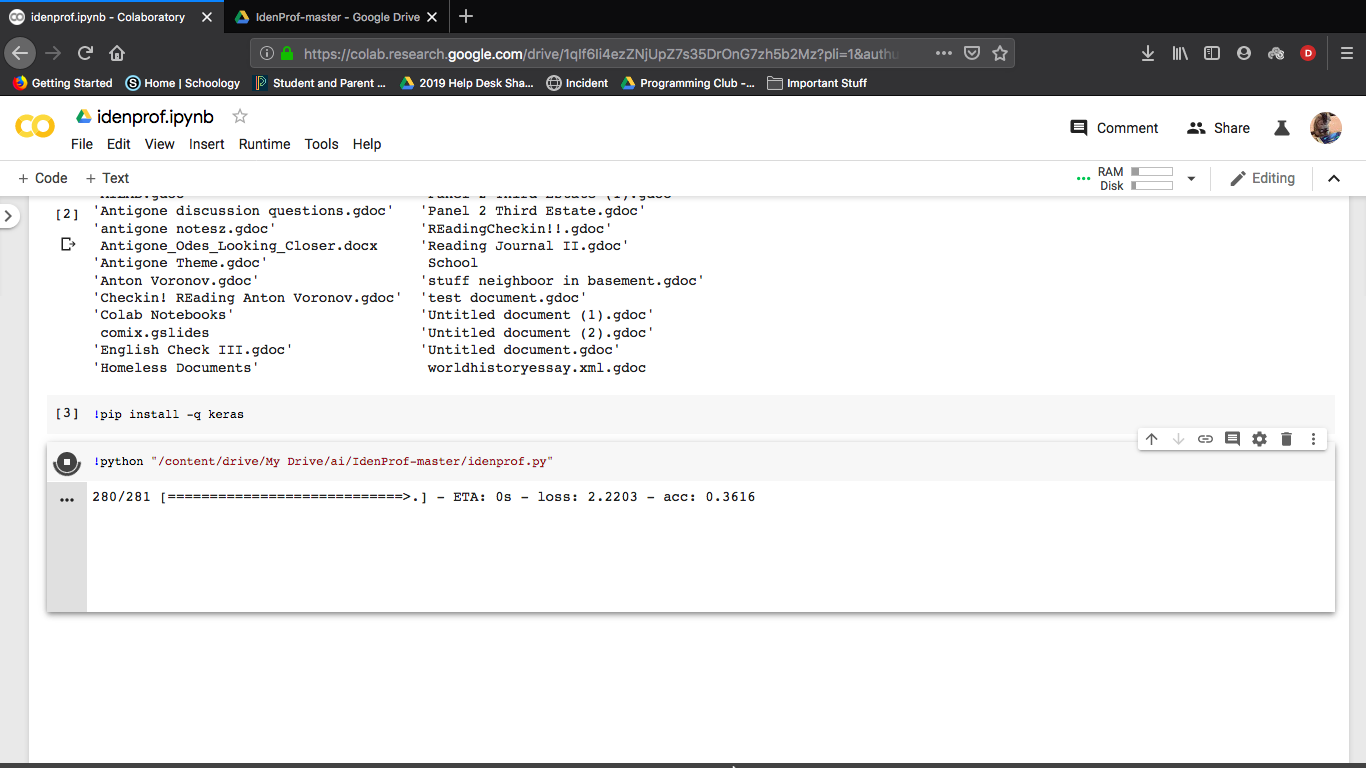 idenprof.ipynb - Colaboratory
IdenProf-master - Google Drive
https://colab.research.google.com/drive/1qIf6Ii4ezZNjUpZ7s35DrOnG7zh5b2Mz?pli=1&authu
D
Getting Started
Home | Schoology
Student and Parent ...
2019 Help Desk Sha...
Incident
Programming Club -...
Important Stuff
idenprof.ipynb
Comment
Share
File Edit View Insert Runtime Tools Help
+ Code + Text
RAM
Disk
Editing
[2] 'Antigone discussion questions.gdoc' 'Panel 2 Third Estate.gdoc'
'antigone notesz.gdoc' 'REadingCheckin!!.gdoc'
Antigone_Odes_Looking_Closer.docx 'Reading Journal II.gdoc'
'Antigone Theme.gdoc' School
'Anton Voronov.gdoc' 'stuff neighboor in basement.gdoc'
'Checkin! REading Anton Voronov.gdoc' 'test document.gdoc'
'Colab Notebooks' 'Untitled document (1).gdoc'
comix.gslides 'Untitled document (2).gdoc'
'English Check III.gdoc' 'Untitled document.gdoc'
'Homeless Documents' worldhistoryessay.xml.gdoc
[3] !pip install -q keras
!python "/content/drive/My Drive/ai/IdenProf-master/idenprof.py"
280/281 [============================>.] - ETA: 0s - loss: 2.2203 - acc: 0.3616